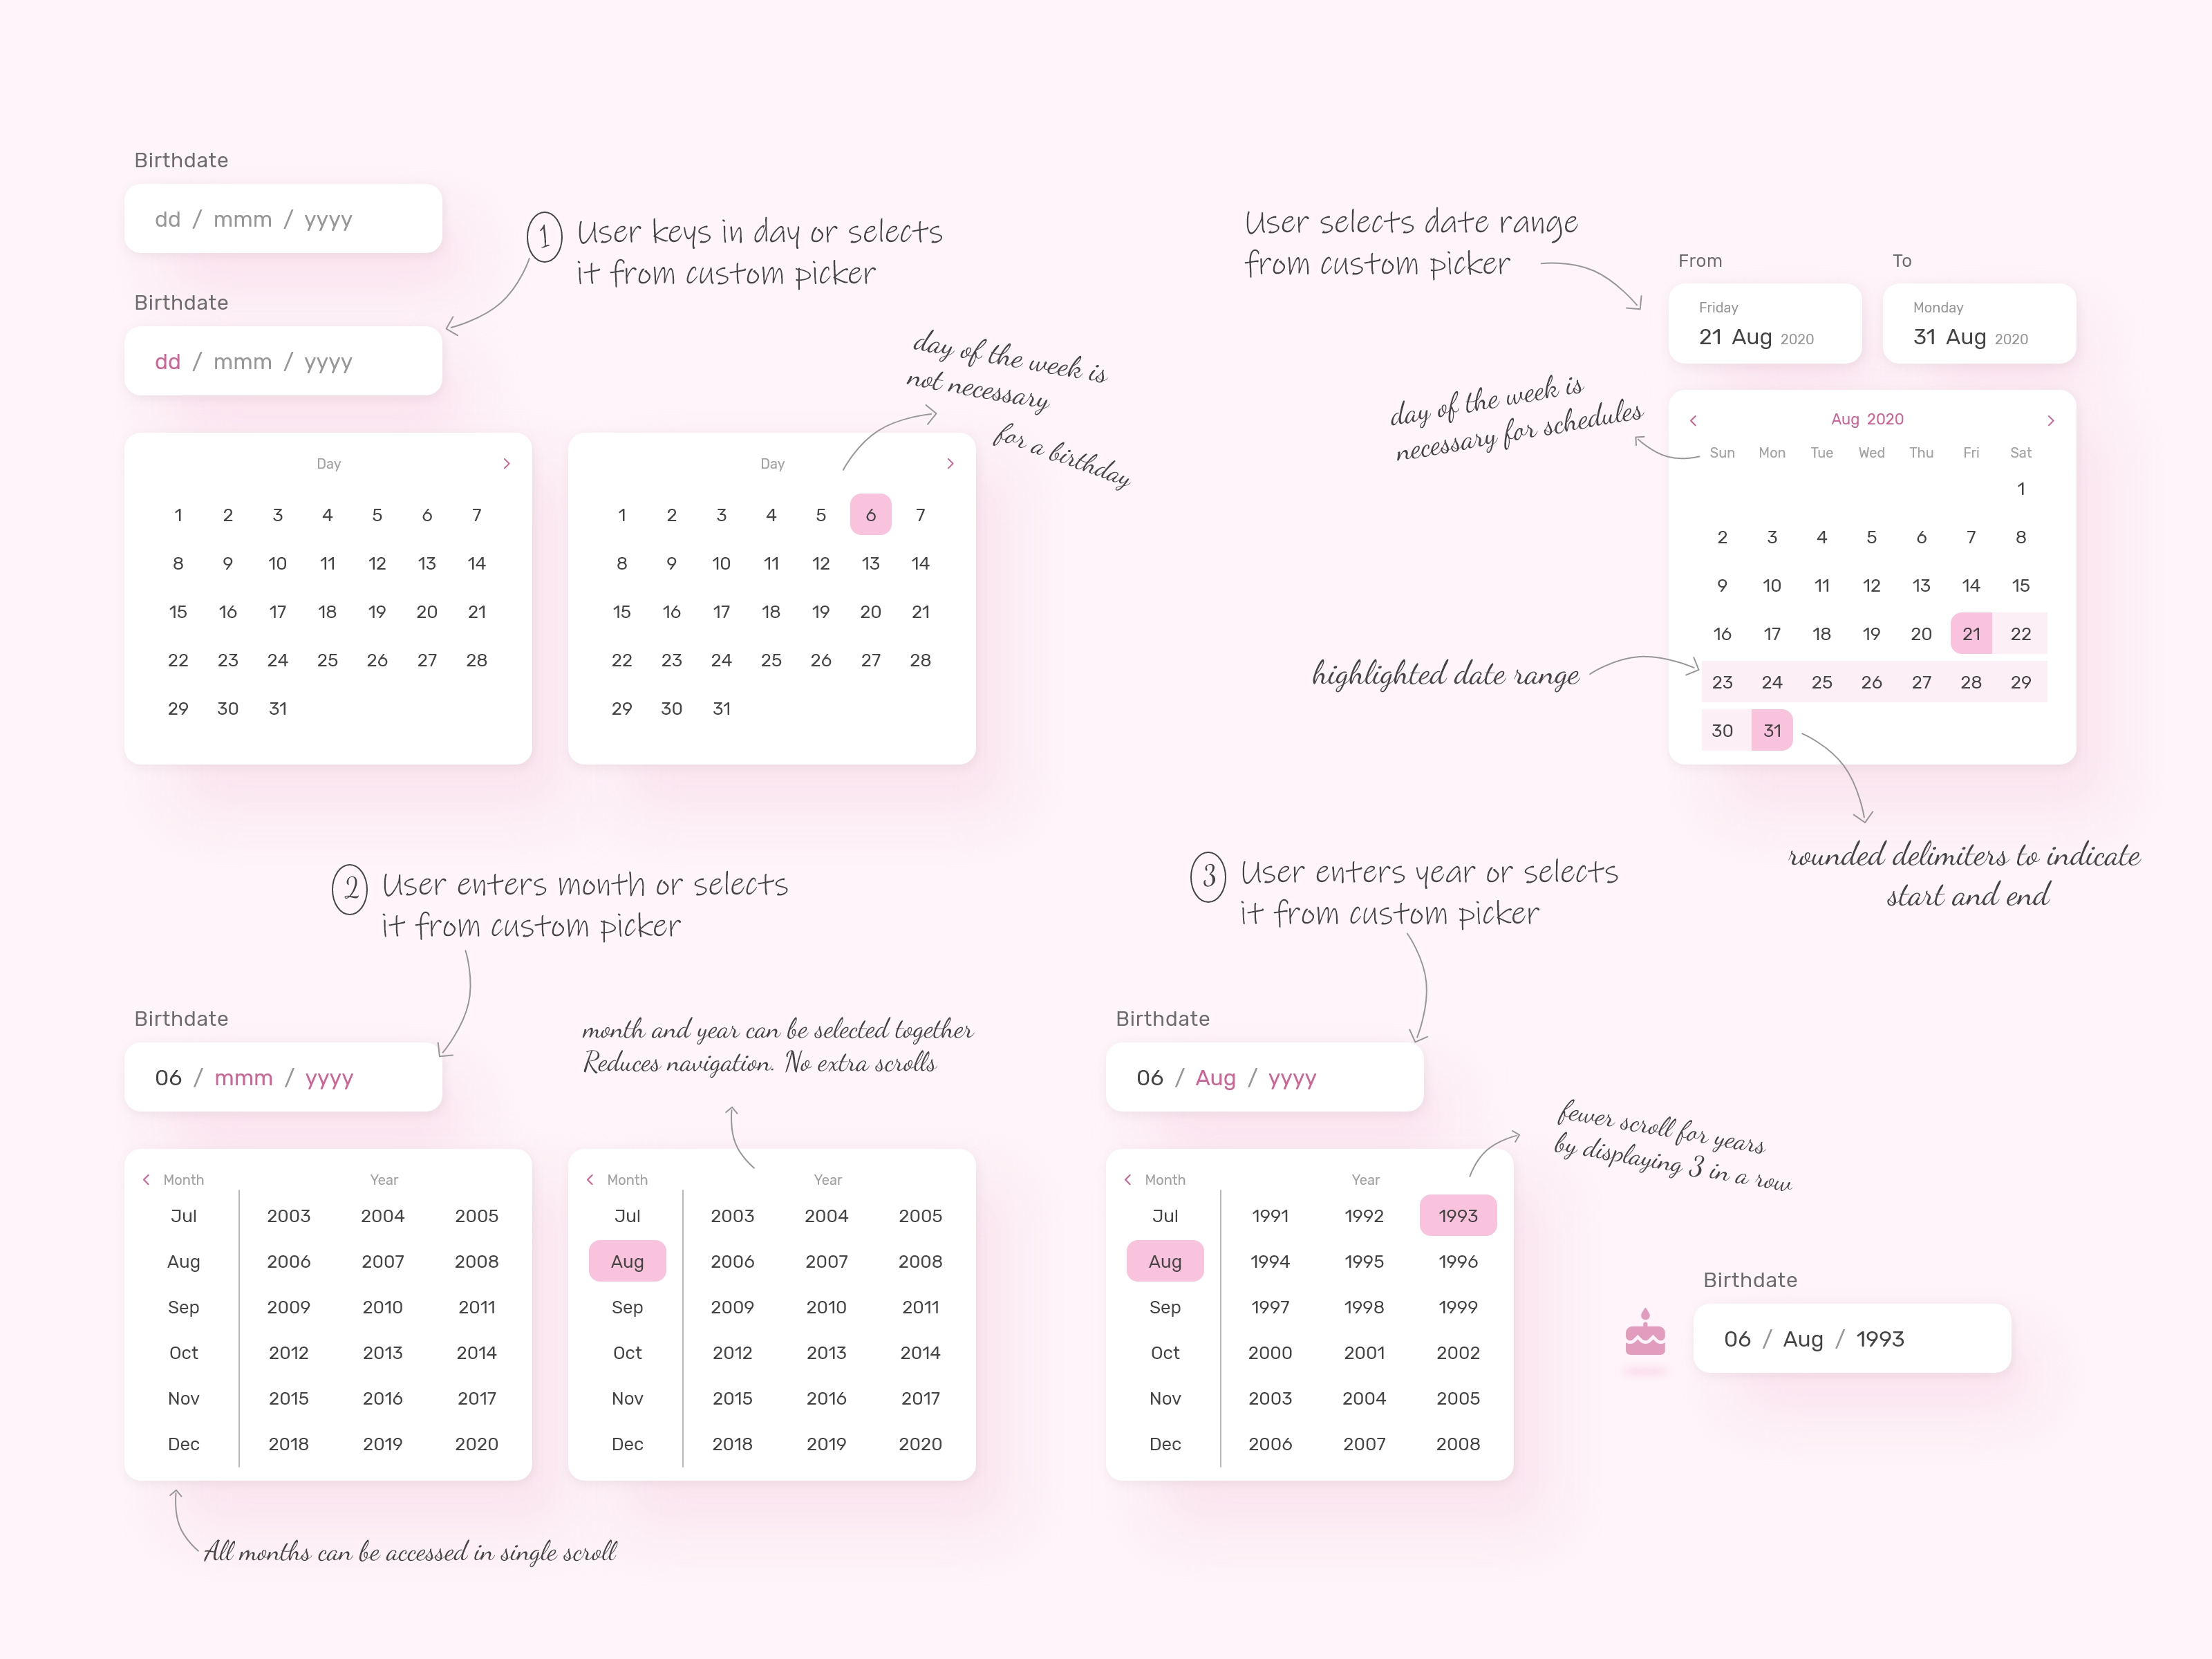 Birthdate
dd / mmm / yyyy
1 User keys in day or selects
it from custom picker
Birthdate
dd / mmm / yyyy
day of the week is
not necessary
for a birthday
Day
1 2 3 4 5 6 7
8 9 10 11 12 13 14
15 16 17 18 19 20 21
22 23 24 25 26 27 28
29 30 31
Day
1 2 3 4 5 6 7
8 9 10 11 12 13 14
15 16 17 18 19 20 21
22 23 24 25 26 27 28
29 30 31
User selects date range
from custom picker
From
Friday
21 Aug 2020
To
Monday
31 Aug 2020
day of the week is
necessary for schedules
Aug 2020
Sun Mon Tue Wed Thu Fri Sat
1
2 3 4 5 6 7 8
9 10 11 12 13 14 15
16 17 18 19 20 21 22
23 24 25 26 27 28 29
30 31
highlighted date range
rounded delimiters to indicate
start and end
2 User enters month or selects
it from custom picker
Birthdate
06 / mmm / yyyy
month and year can be selected together
Reduces navigation. No extra scrolls
Month Year
Jul 2003 2004 2005
Aug 2006 2007 2008
Sep 2009 2010 2011
Oct 2012 2013 2014
Nov 2015 2016 2017
Dec 2018 2019 2020
Month Year
Jul 2003 2004 2005
Aug 2006 2007 2008
Sep 2009 2010 2011
Oct 2012 2013 2014
Nov 2015 2016 2017
Dec 2018 2019 2020
All months can be accessed in single scroll
3 User enters year or selects
it from custom picker
Birthdate
06 / Aug / yyyy
fewer scroll for years
by displaying 3 in a row
Month Year
Jul 1991 1992 1993
Aug 1994 1995 1996
Sep 1997 1998 1999
Oct 2000 2001 2002
Nov 2003 2004 2005
Dec 2006 2007 2008
Birthdate
06 / Aug / 1993